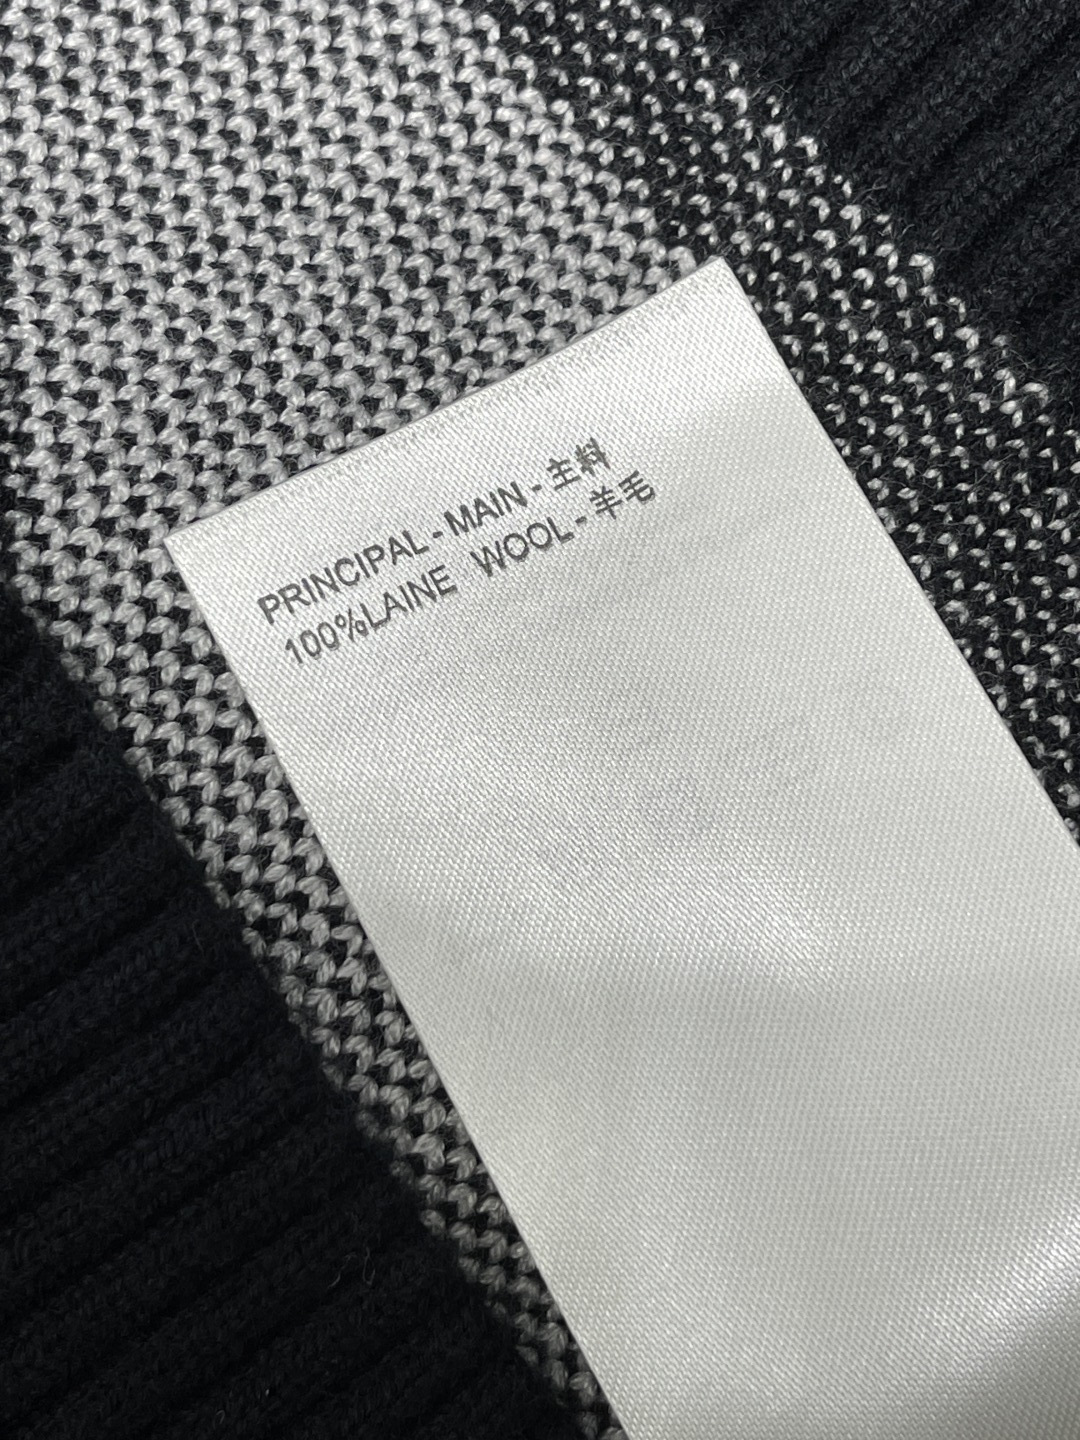 PRINCIPAL - MAIN - 主料
100%LAINE WOOL - 羊毛